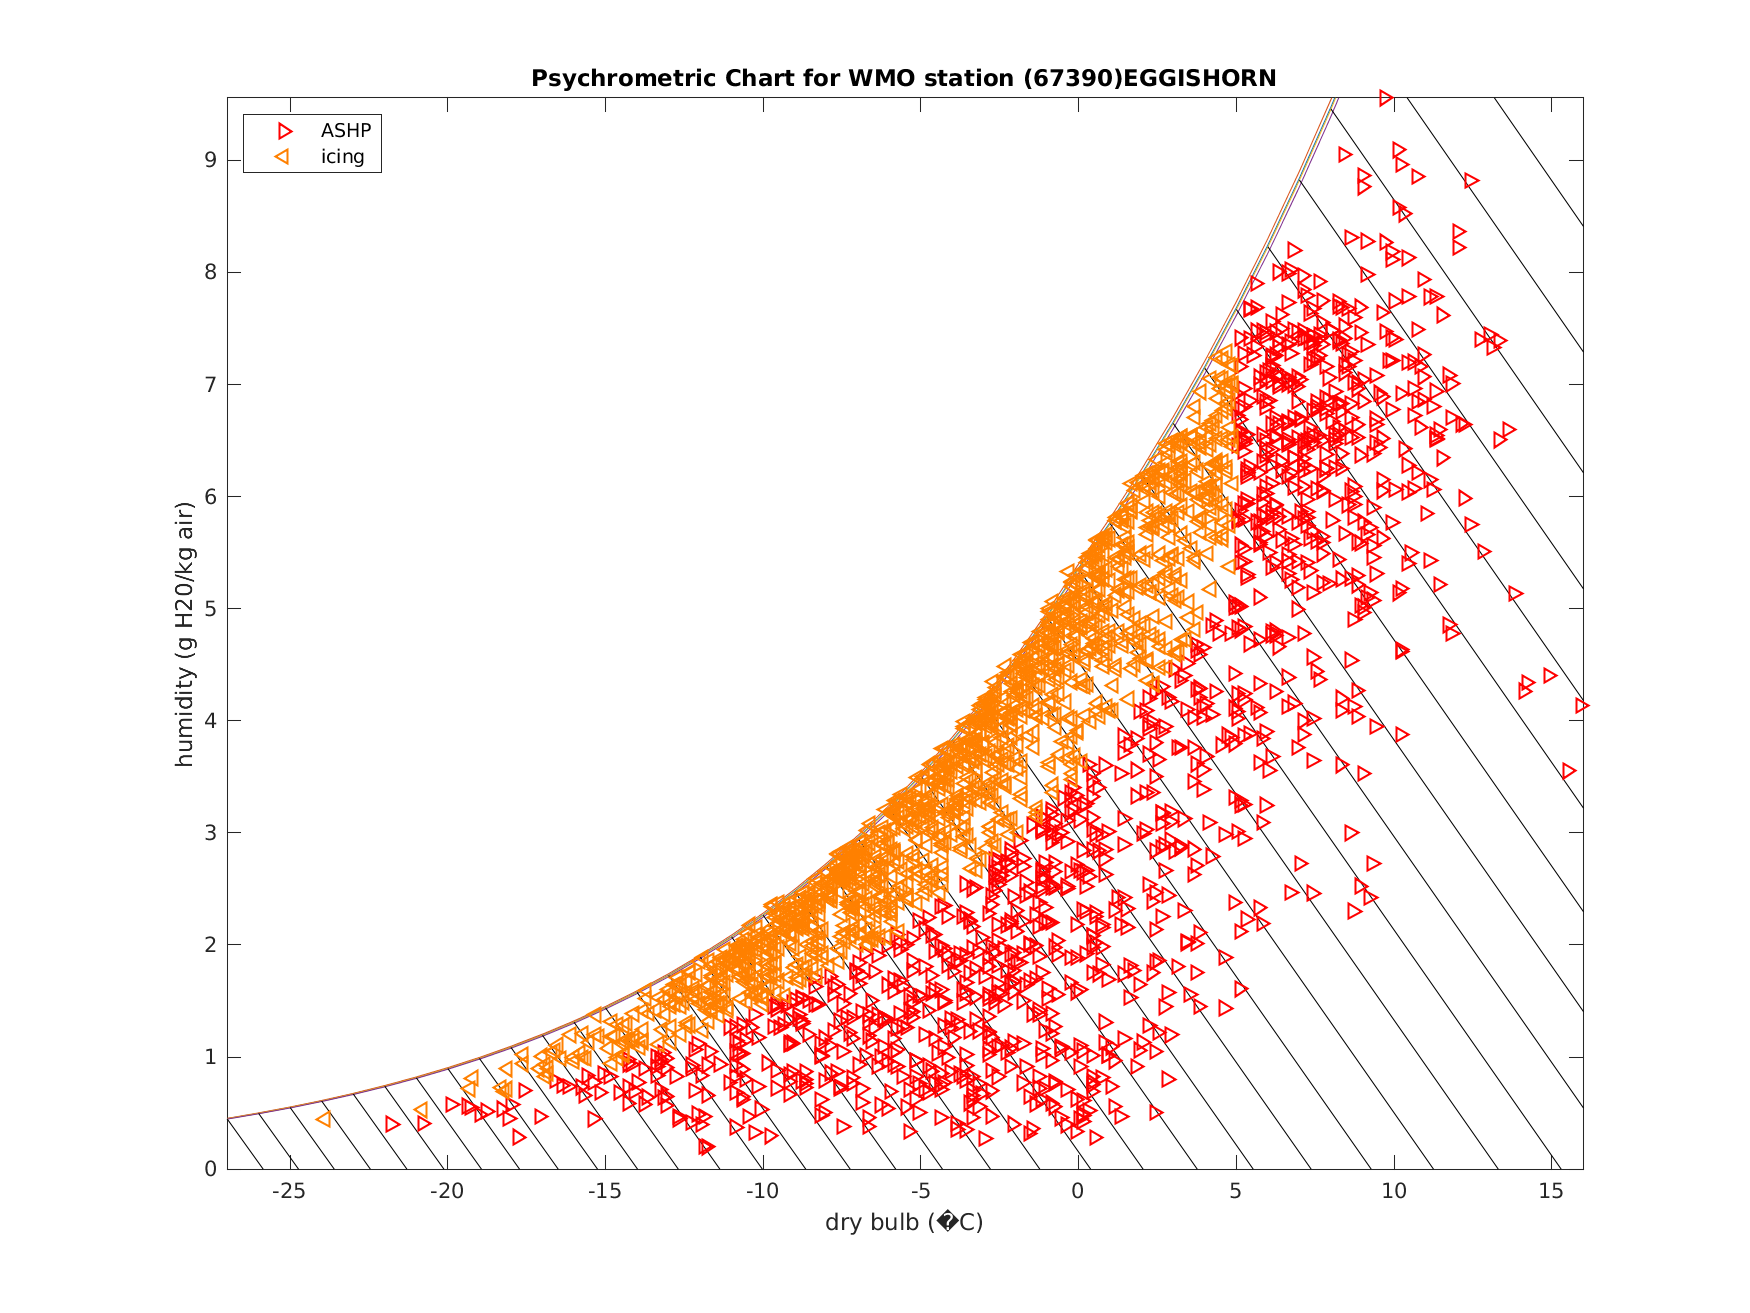 Psychrometric Chart for WMO station (67390)EGGISHORN
ASHP
icing
9
8
7
6
5
4
3
2
1
0
humidity (g H20/kg air)
-25 -20 -15 -10 -5 0 5 10 15
dry bulb (�C)